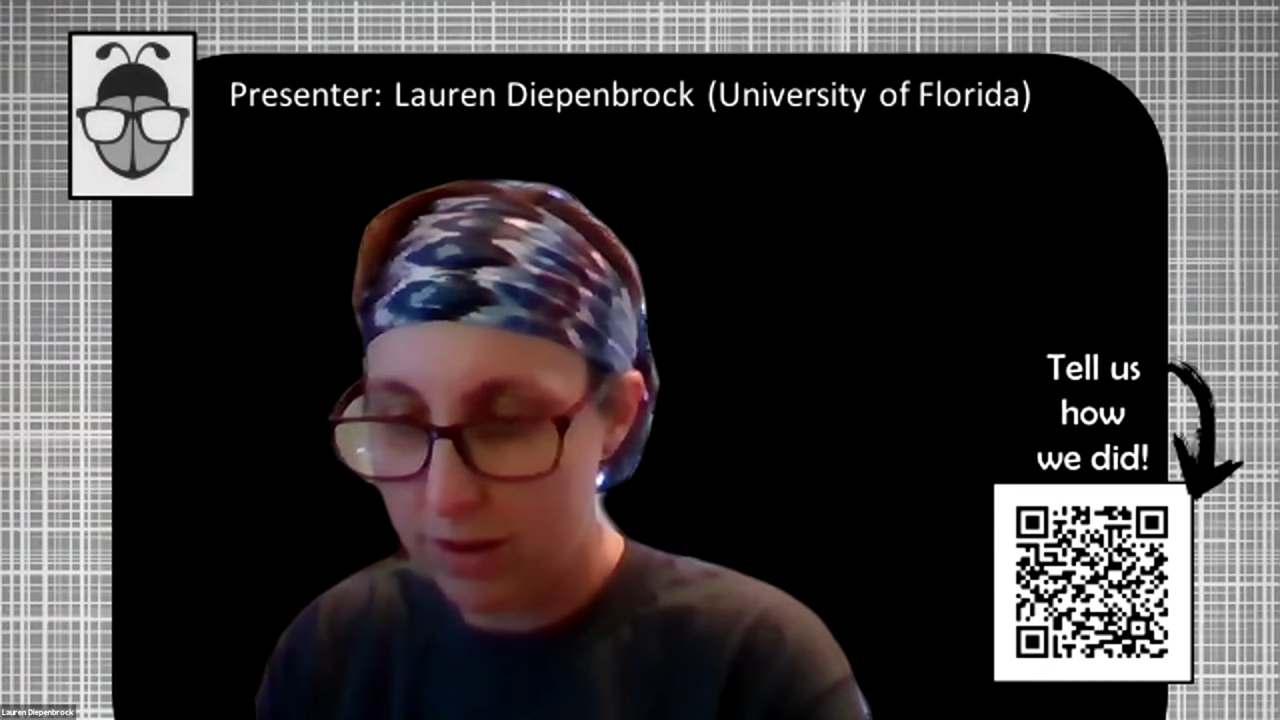 Presenter: Lauren Diepenbrock (University of Florida)
Tell us
how
we did!
Lauren Diepenbrock